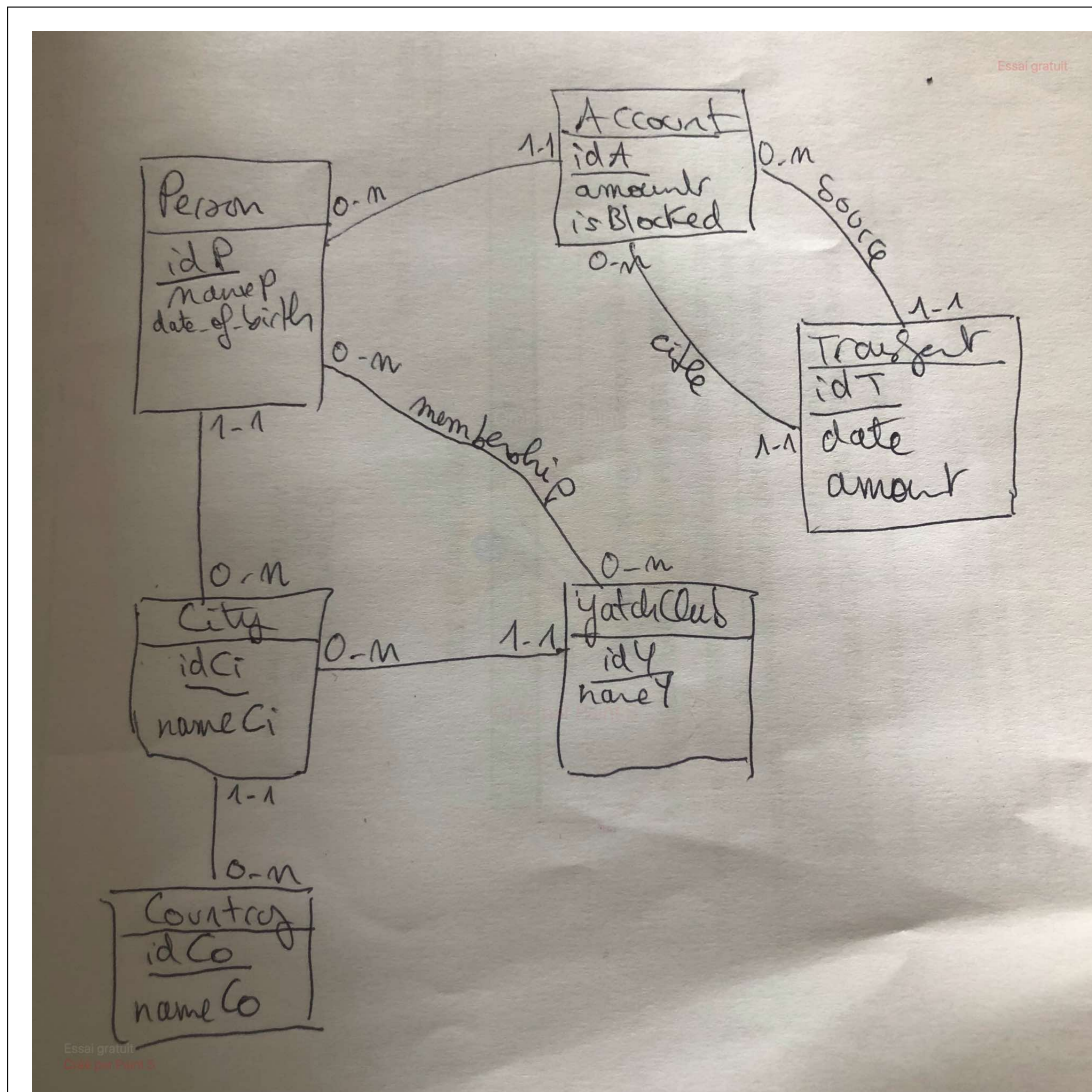 Essai gratuit
Account
1-1
idA
0-n
amount
isBlocked
Person
0-n
Source
idP
nameP
date_of_birth
0-n
1-1
Transfert
idT
cible
0-n
1-1
date
membership
amount
1-1
0-n
0-n
City
YatchClub
0-n
1-1
idCi
idY
nameY
nameCi
1-1
0-n
Country
idCo
nameCo
Essai gratuit